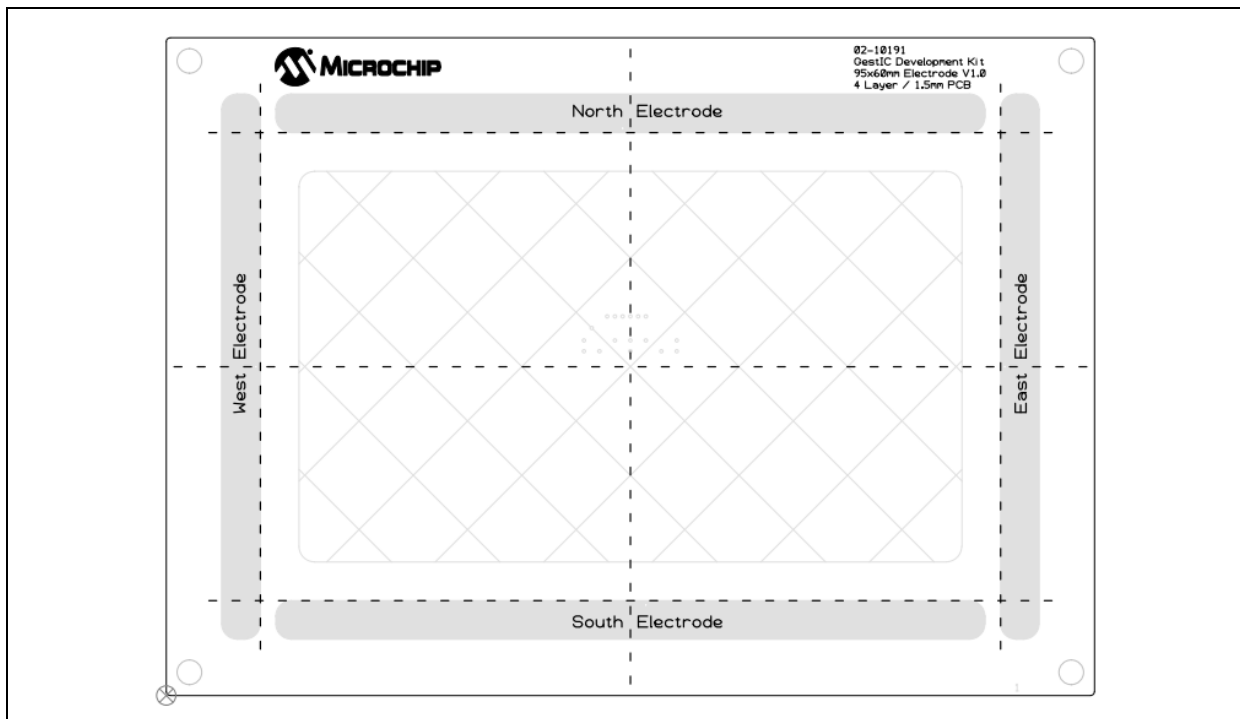 MICROCHIP
02-10191
GestIC Development Kit
95x60mm Electrode V1.0
4 Layer / 1.5mm PCB
North Electrode
West Electrode
East Electrode
South Electrode
1